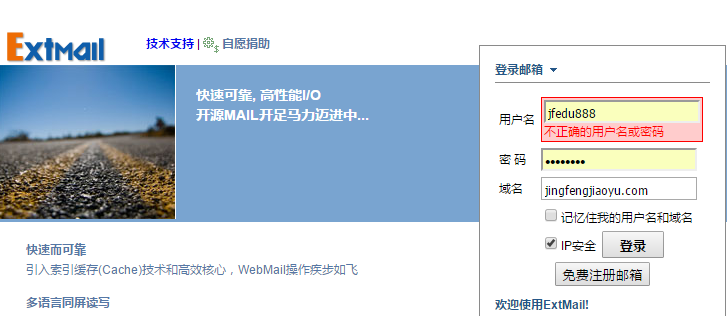 ExtMail
技术支持 | 自愿捐助
快速可靠, 高性能I/O
开源MAIL开足马力迈进中...
快速而可靠
引入索引缓存(Cache)技术和高效核心，WebMail操作疾步如飞
多语言同屏读写
登录邮箱
用户名 jfedu888
不正确的用户名或密码
密 码 ••••••••
域名 jingfengjiaoyu.com
记忆住我的用户名和域名
IP安全 登录
免费注册邮箱
欢迎使用ExtMail!